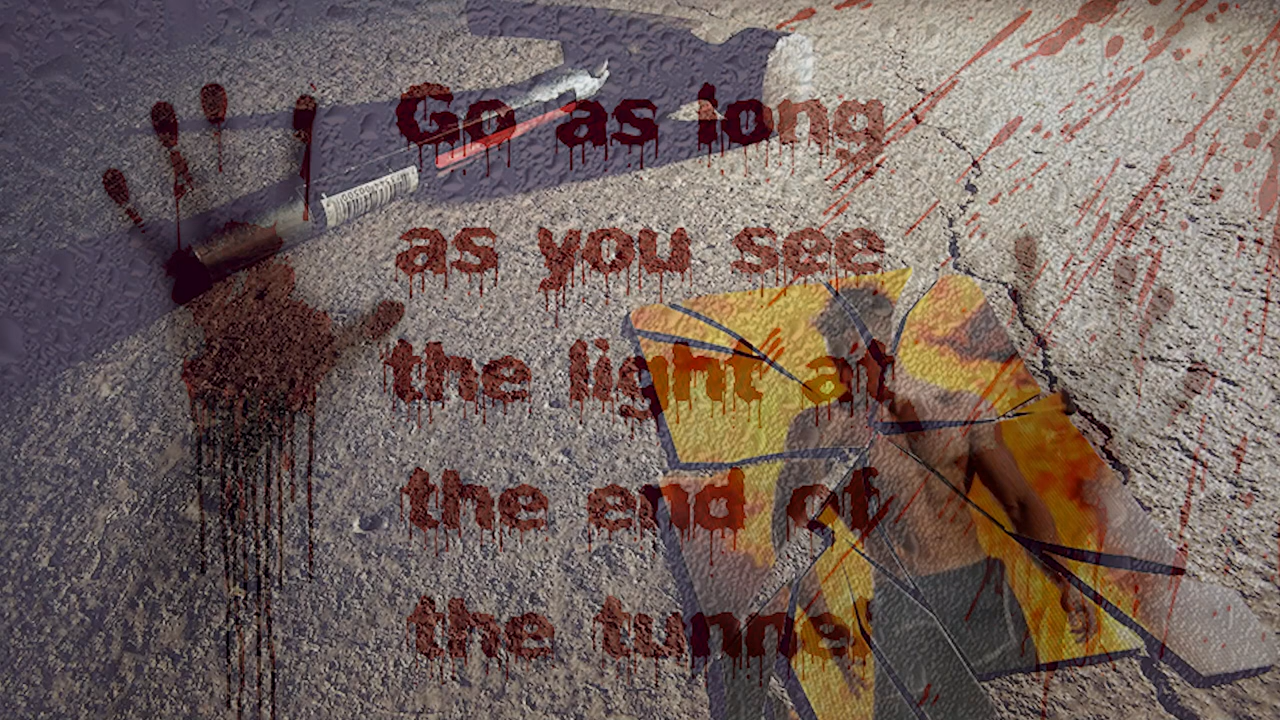 Go as long
as you see
the light at
the end of
the tunnel